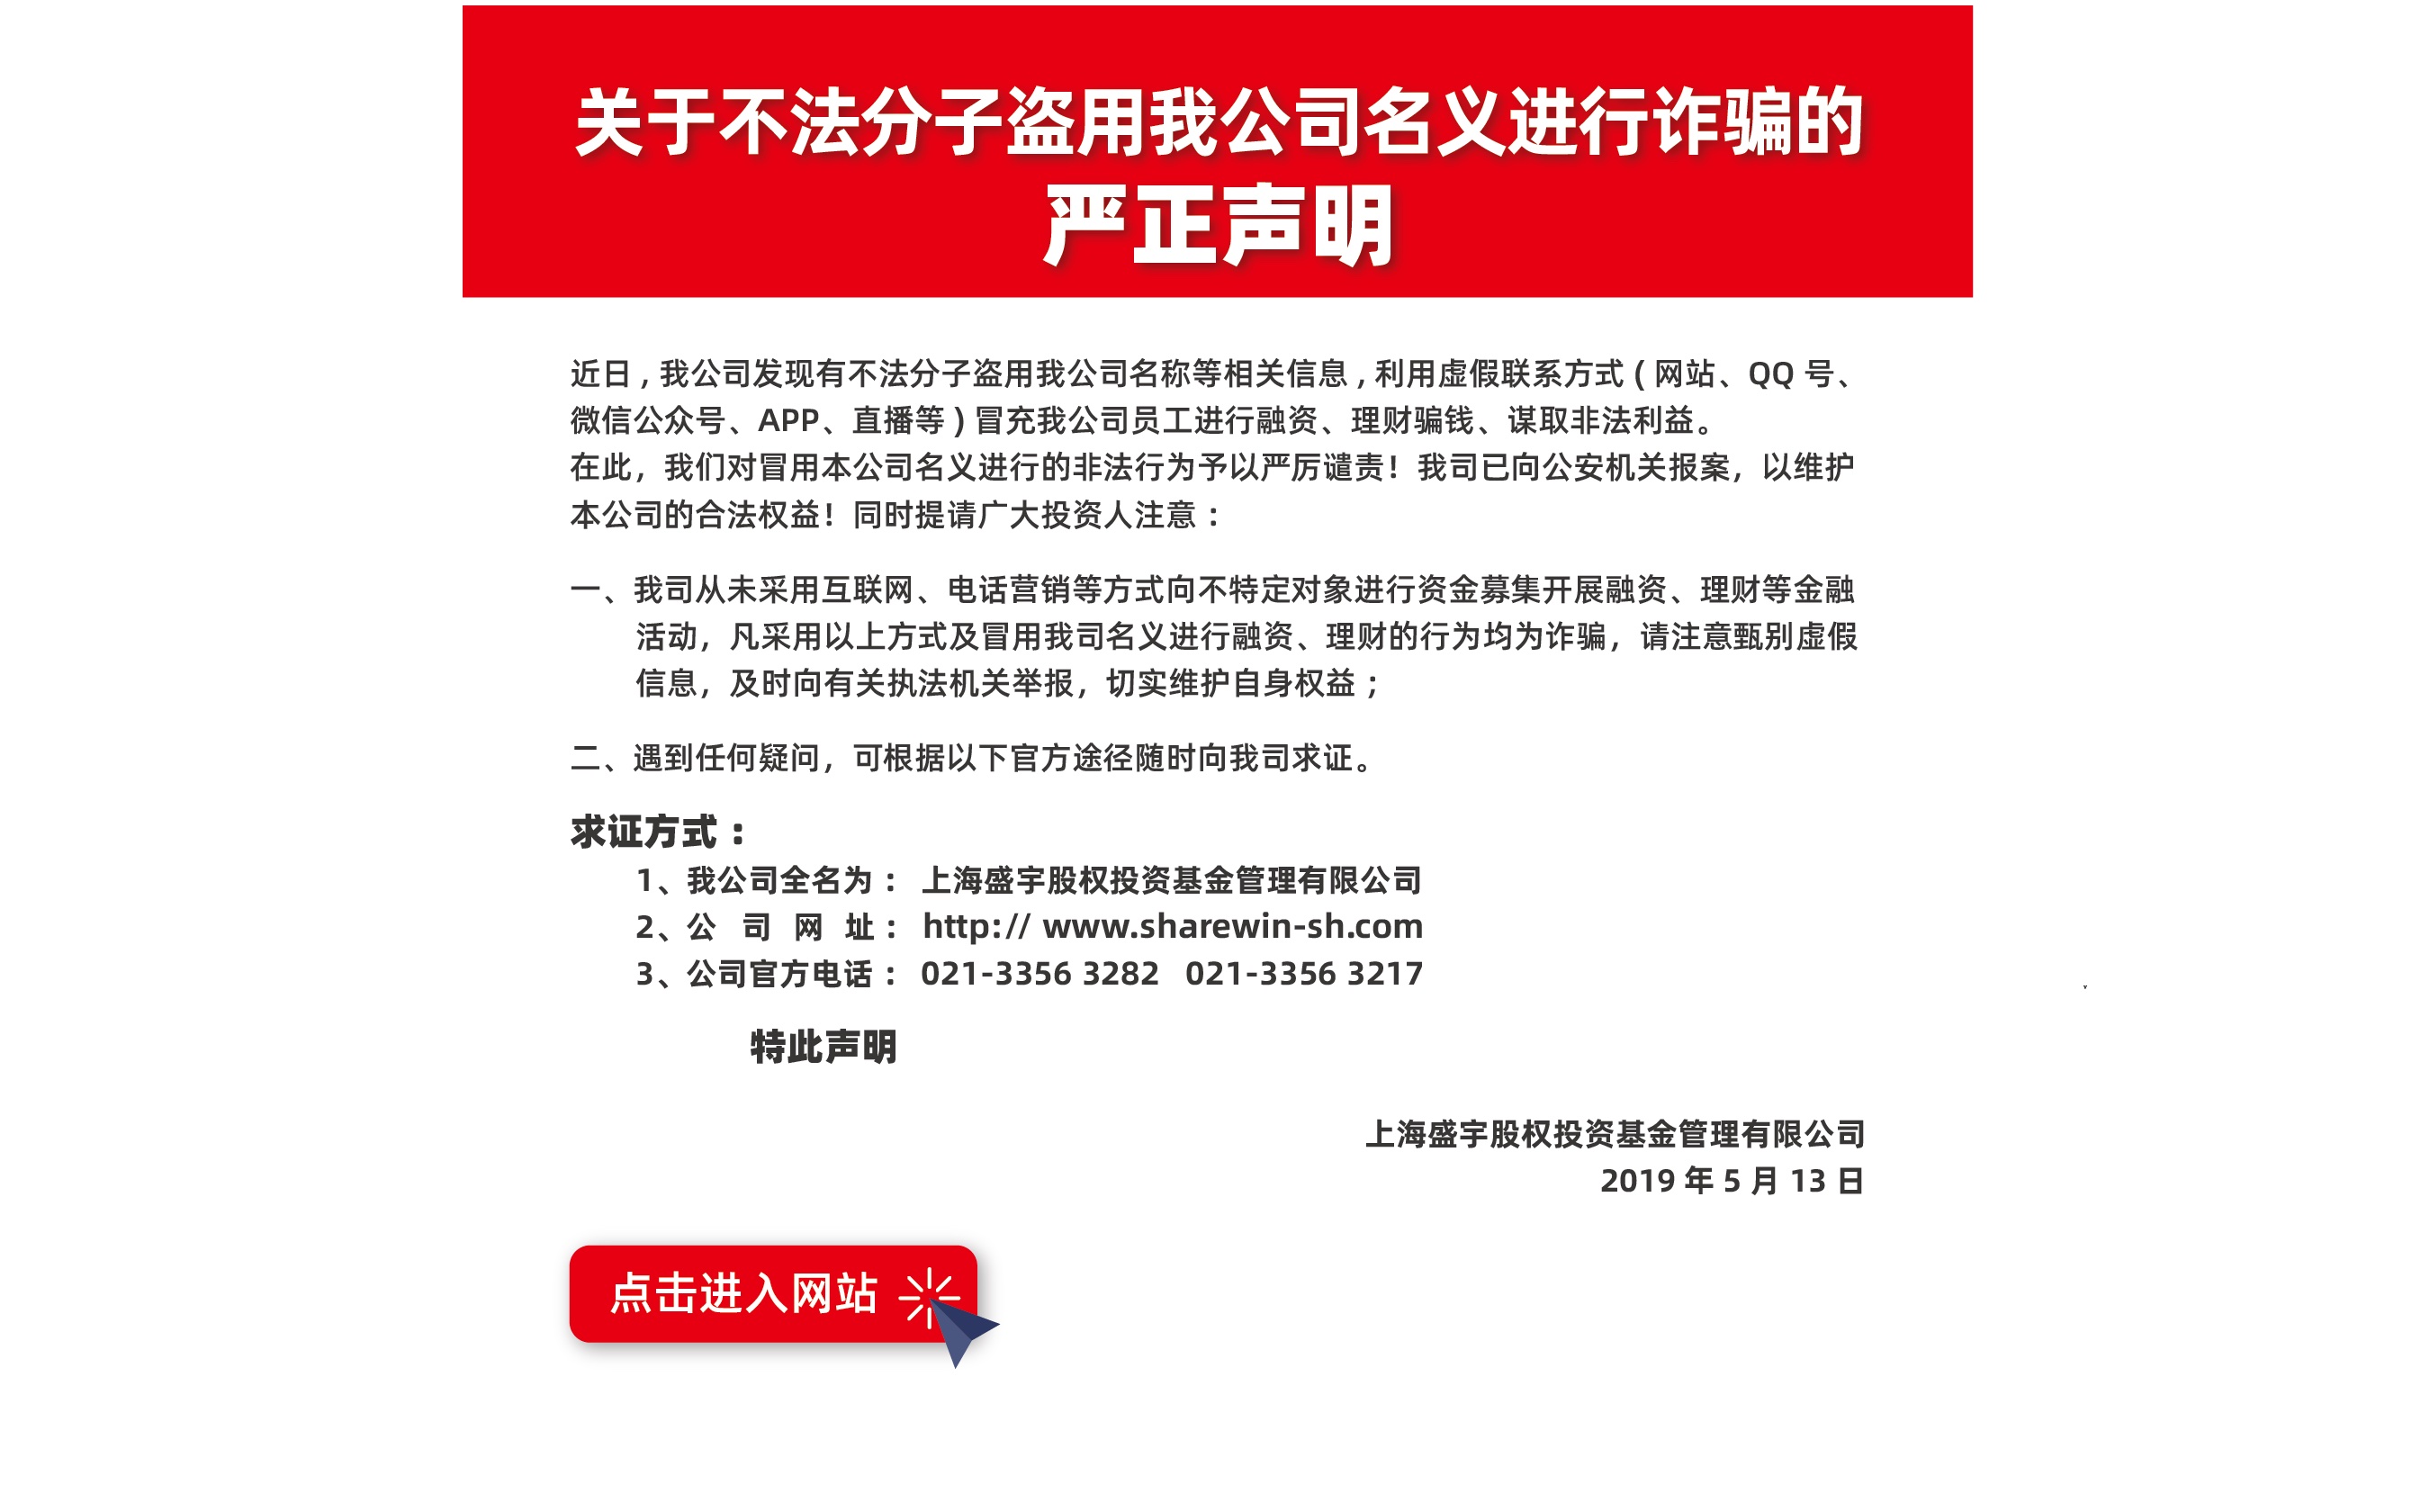 关于不法分子盗用我公司名义进行诈骗的
严正声明
近日，我公司发现有不法分子盗用我公司名称等相关信息，利用虚假联系方式（网站、QQ 号、
微信公众号、APP、直播等）冒充我公司员工进行融资、理财骗钱、谋取非法利益。
在此，我们对冒用本公司名义进行的非法行为予以严厉谴责！我司已向公安机关报案，以维护
本公司的合法权益！同时提请广大投资人注意：
一、我司从未采用互联网、电话营销等方式向不特定对象进行资金募集开展融资、理财等金融
活动，凡采用以上方式及冒用我司名义进行融资、理财的行为均为诈骗，请注意甄别虚假
信息，及时向有关执法机关举报，切实维护自身权益；
二、遇到任何疑问，可根据以下官方途径随时向我司求证。
求证方式：
1、我公司全名为：上海盛宇股权投资基金管理有限公司
2、公 司 网 址：http:// www.sharewin-sh.com
3、公司官方电话：021-3356 3282 021-3356 3217
特此声明
上海盛宇股权投资基金管理有限公司
2019 年 5 月 13 日
点击进入网站